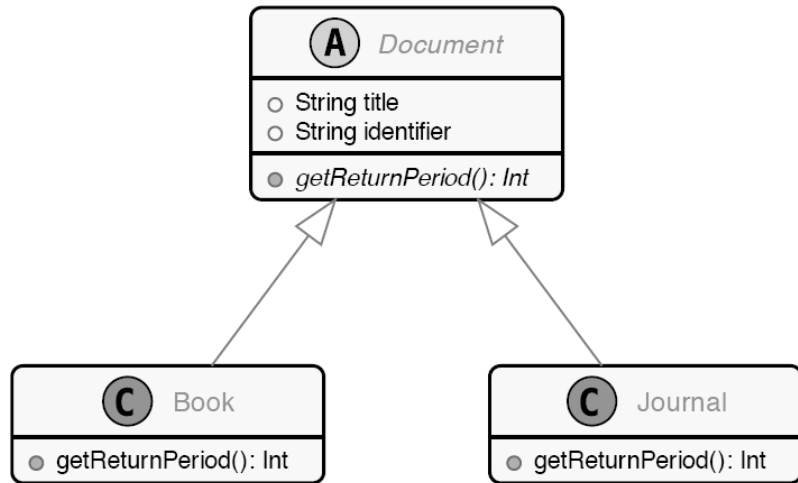 A Document
String title
String identifier
getReturnPeriod(): Int
C Book
getReturnPeriod(): Int
C Journal
getReturnPeriod(): Int